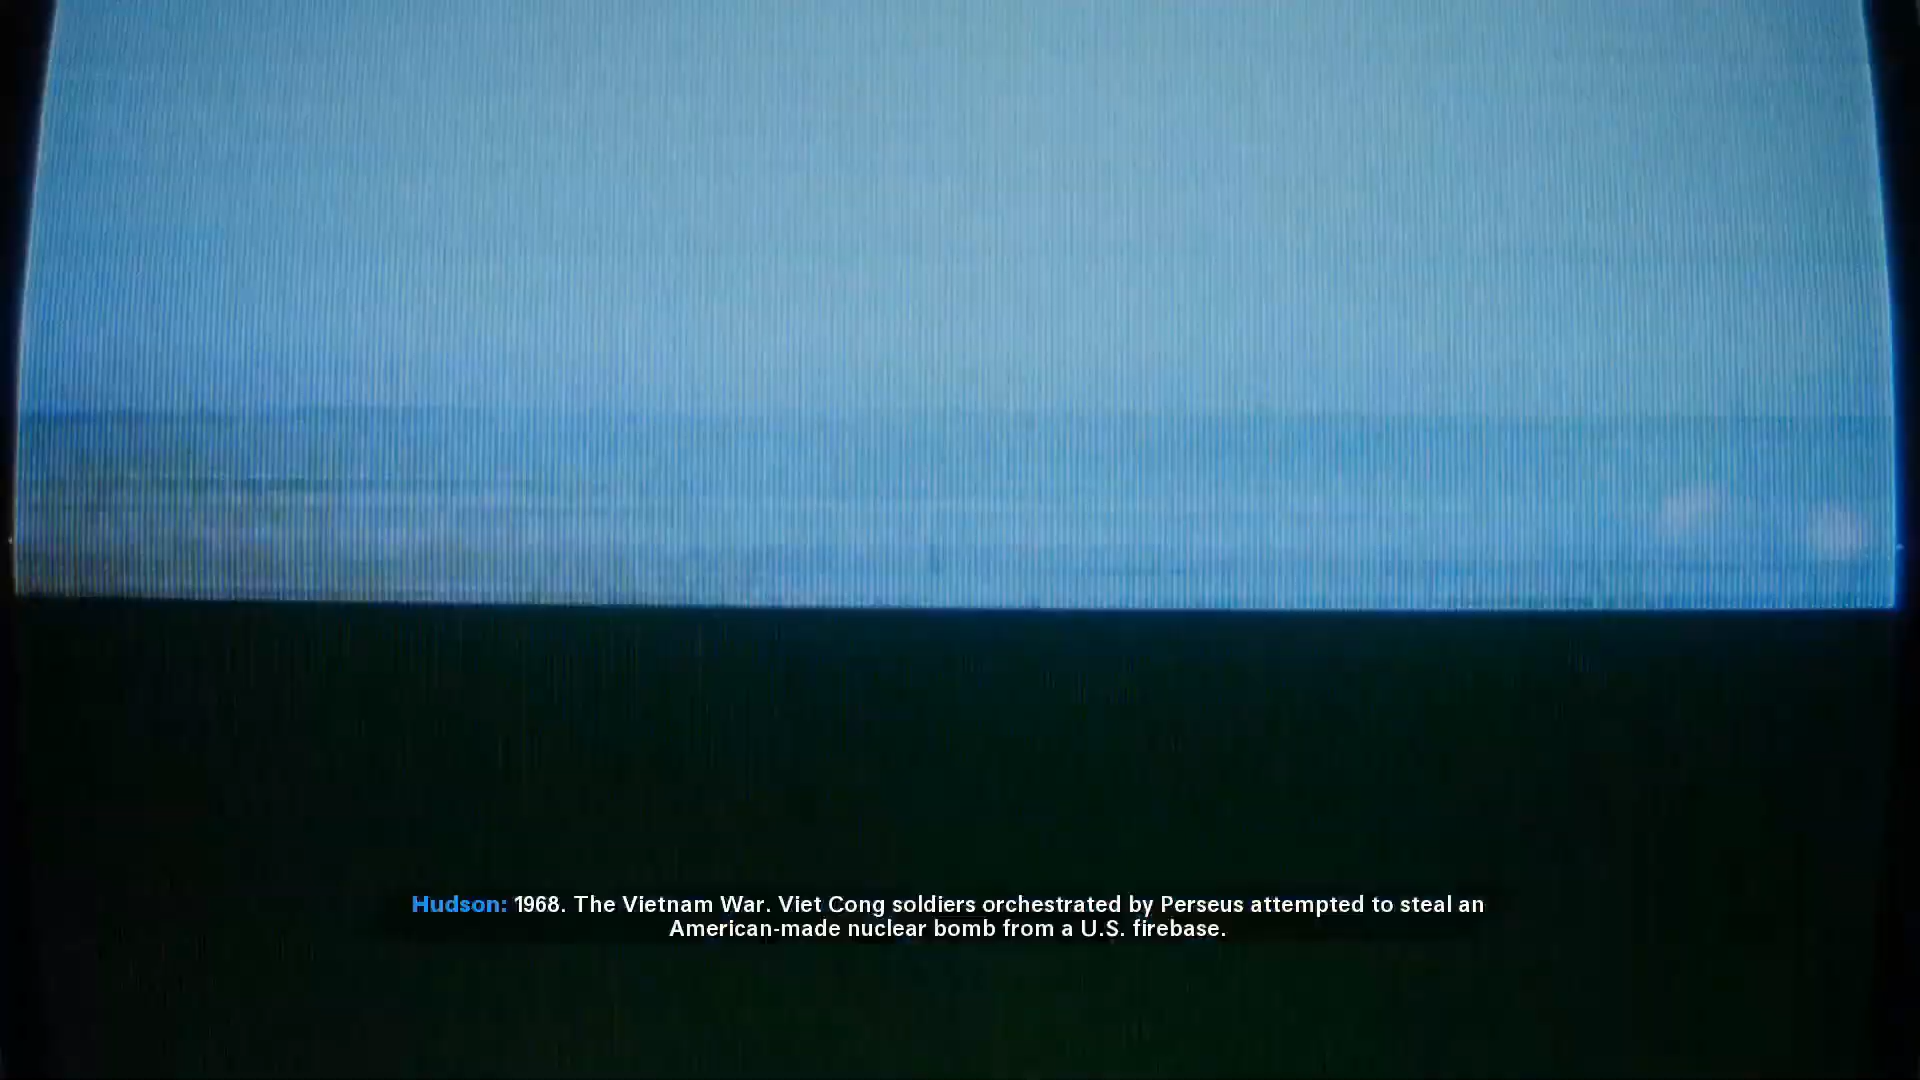 Hudson: 1968. The Vietnam War. Viet Cong soldiers orchestrated by Perseus attempted to steal an
American-made nuclear bomb from a U.S. firebase.